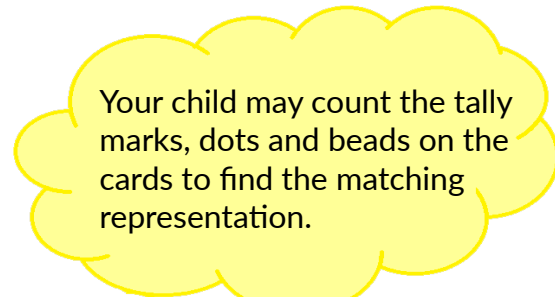 Your child may count the tally
marks, dots and beads on the
cards to find the matching
representation.